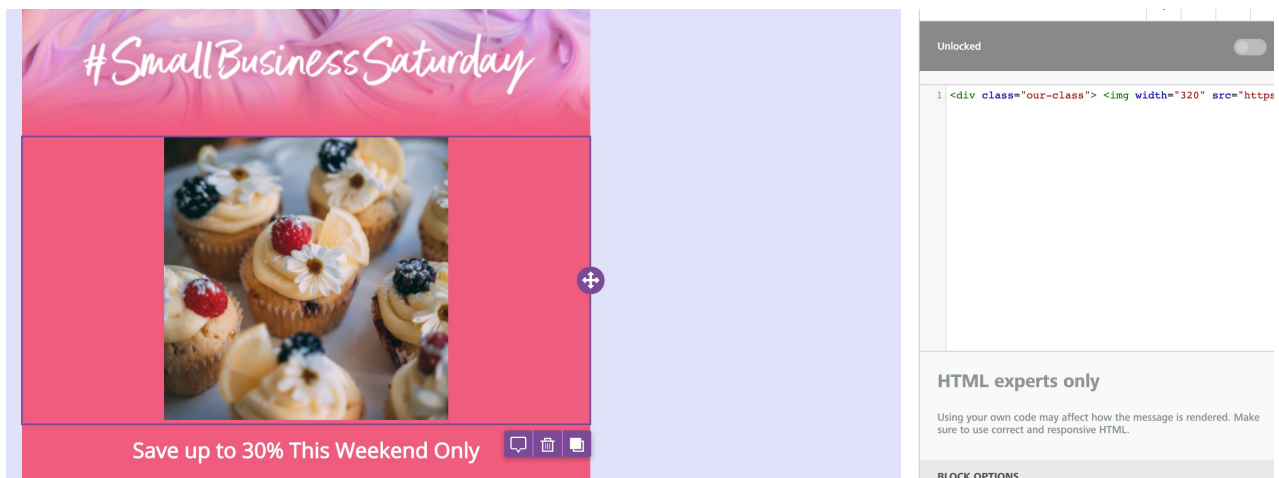 #SmallBusinessSaturday
Save up to 30% This Weekend Only
Unlocked
1 <div class="our-class"> <img width="320" src="https
HTML experts only
Using your own code may affect how the message is rendered. Make
sure to use correct and responsive HTML.
BLOCK OPTIONS